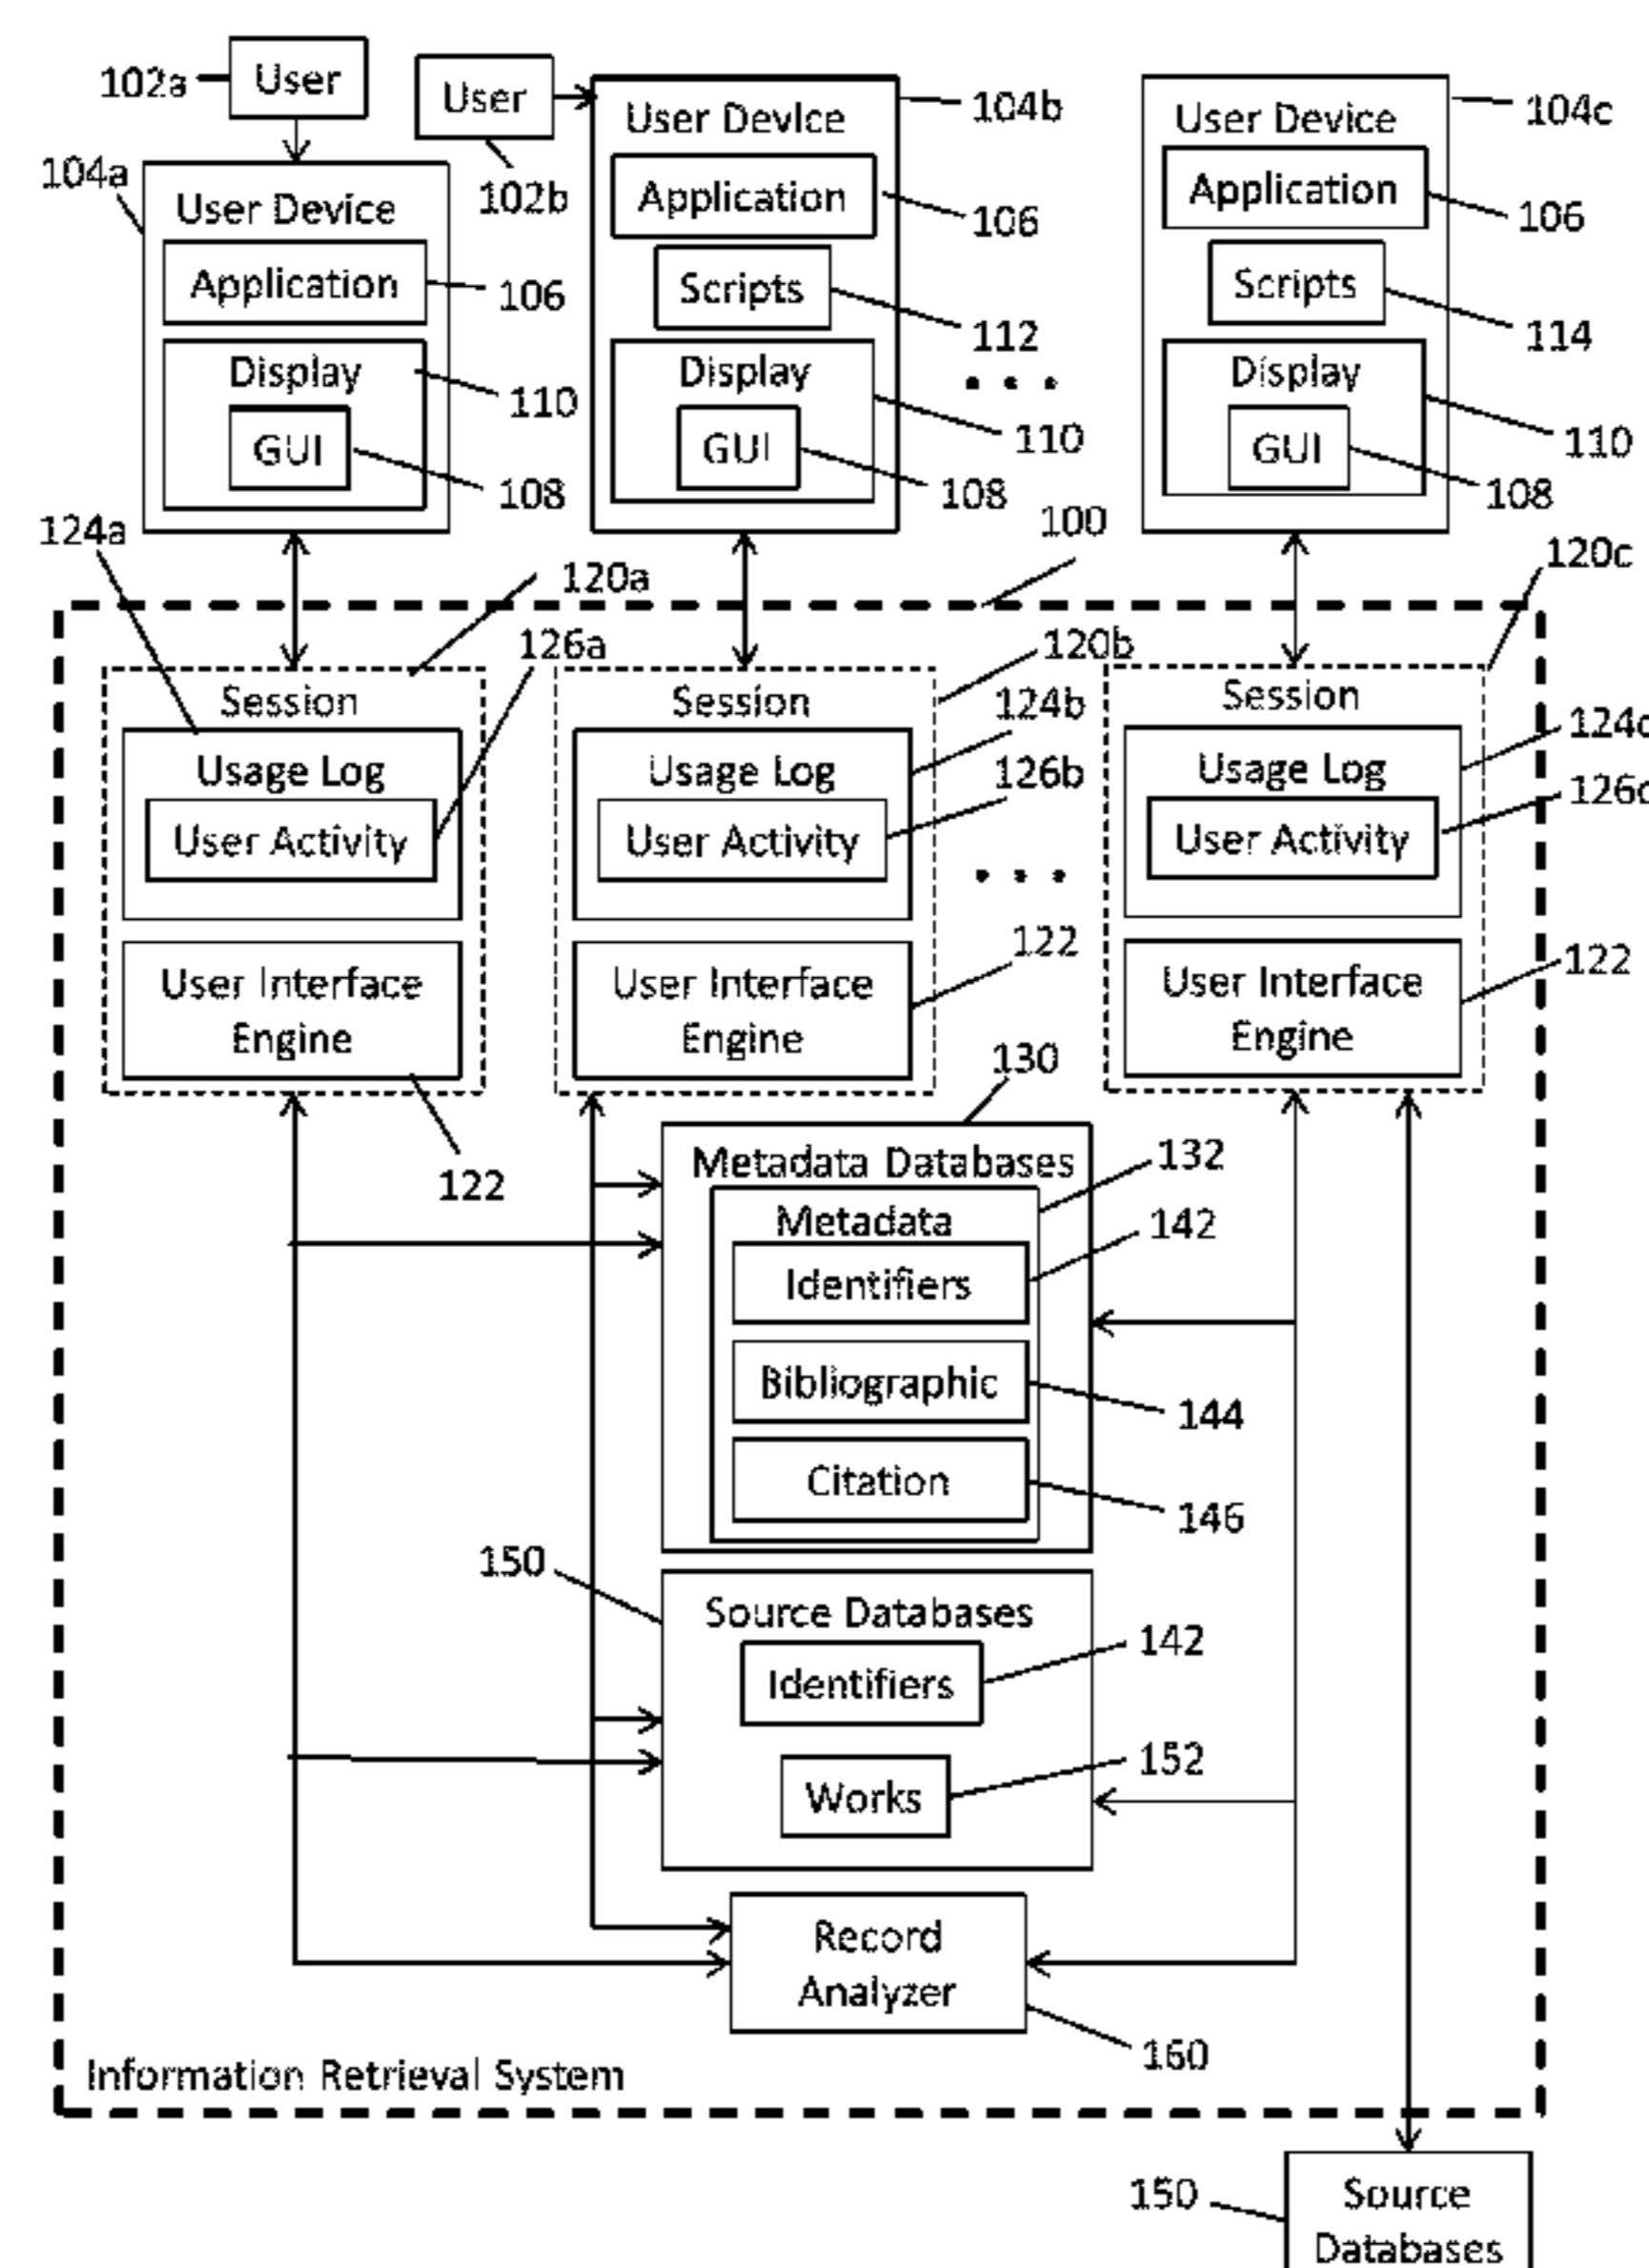 102a
User
User
102b
104a
User Device
Application
106
Display
110
GUI
108
User Device
104b
Application
106
Scripts
112
Display
110
GUI
108
User Device
104c
Application
106
Scripts
114
Display
110
GUI
108
100
124a
120a
126a
Session
Usage Log
User Activity
User Interface
Engine
122
120b
Session
124b
Usage Log
126b
User Activity
122
User Interface
Engine
120c
Session
124c
Usage Log
126c
User Activity
122
User Interface
Engine
130
Metadata Databases
132
Metadata
142
Identifiers
Bibliographic
144
Citation
146
150
Source Databases
142
Identifiers
152
Works
Record
Analyzer
160
Information Retrieval System
150
Source
Databases